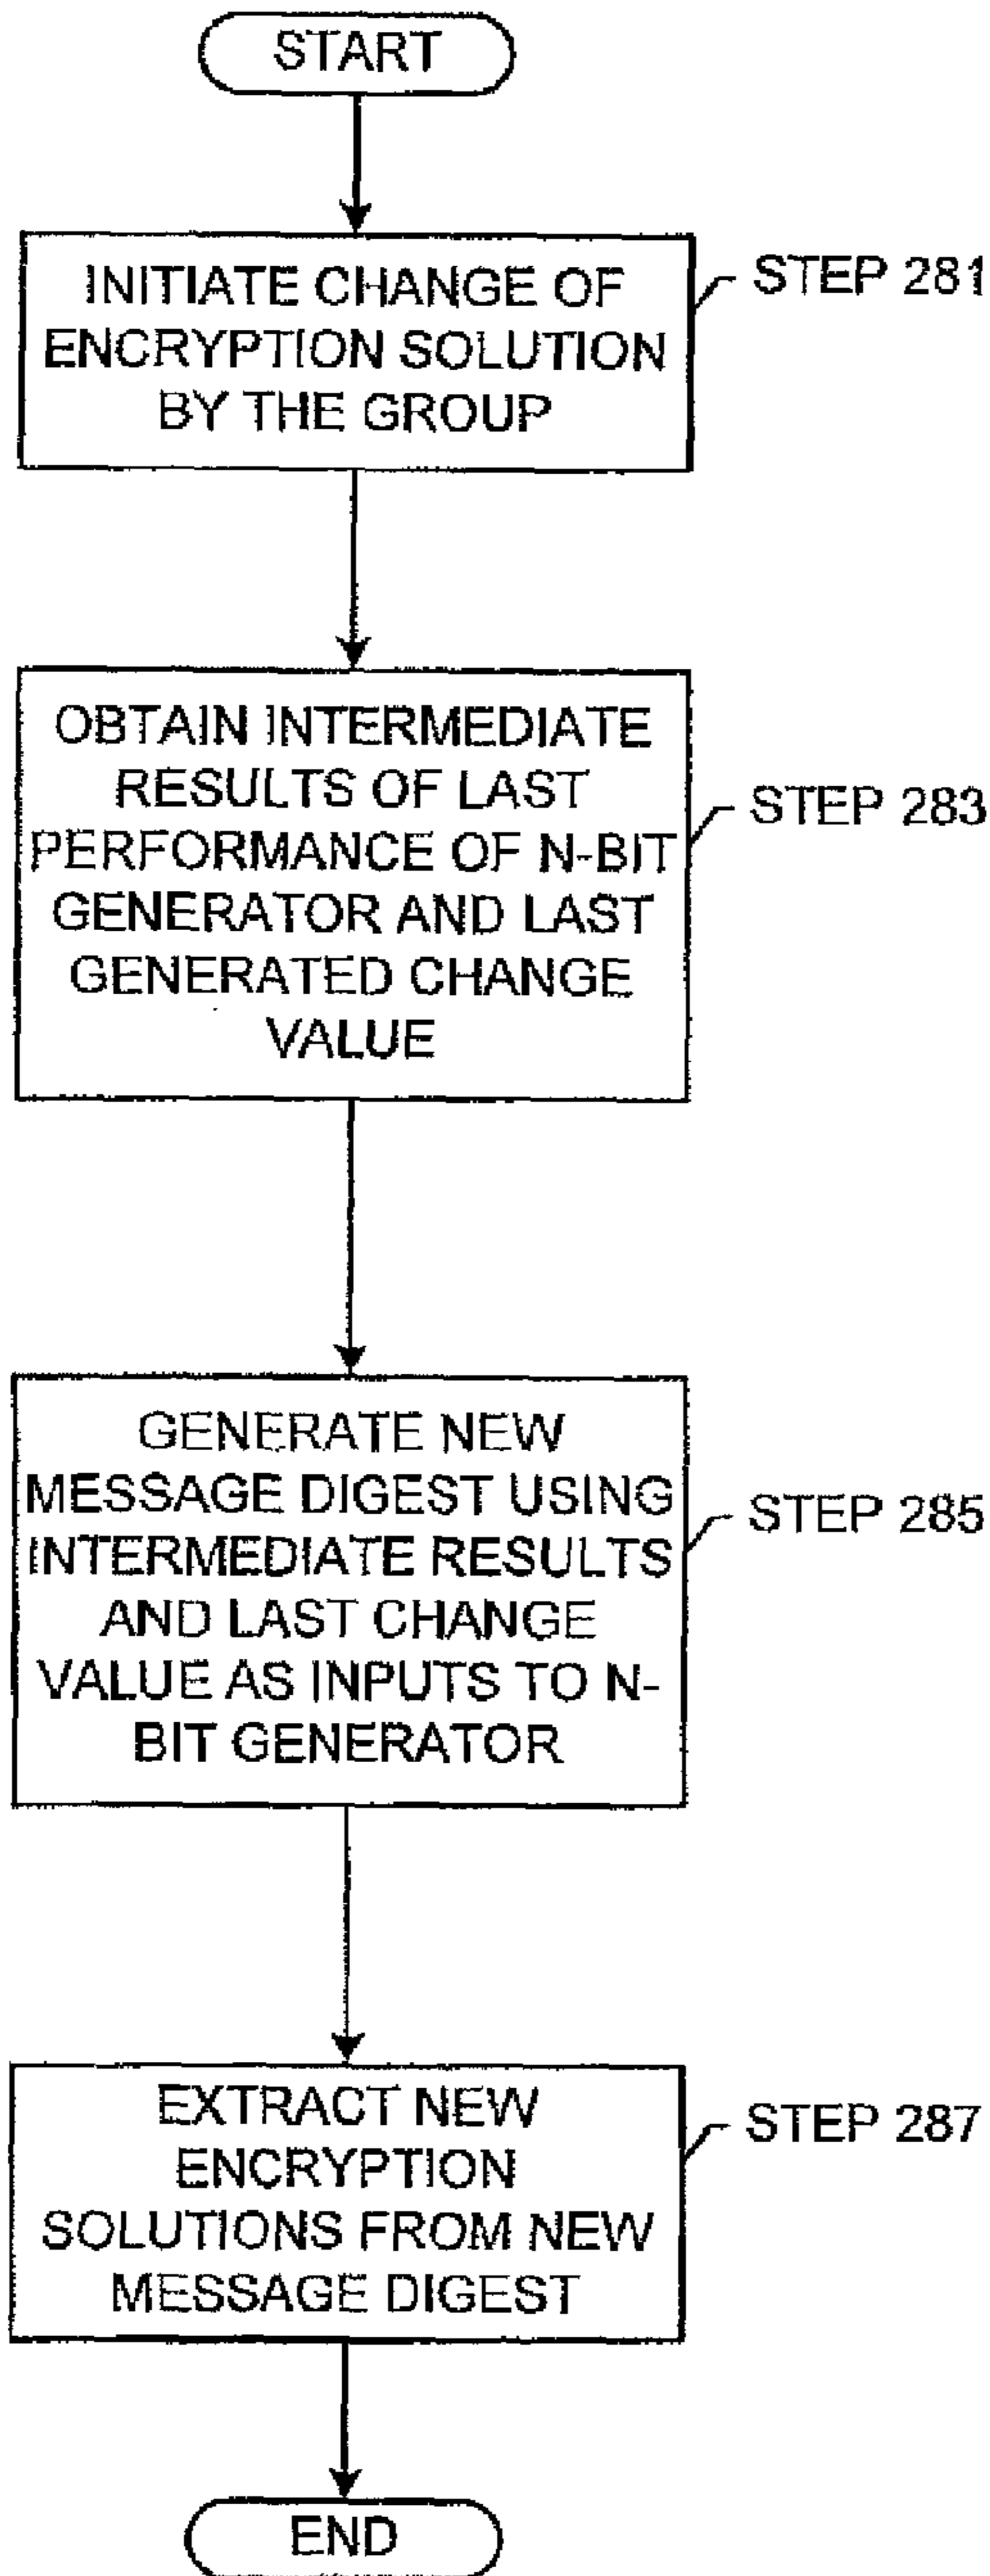 START
INITIATE CHANGE OF
ENCRYPTION SOLUTION
BY THE GROUP
STEP 281
OBTAIN INTERMEDIATE
RESULTS OF LAST
PERFORMANCE OF N-BIT
GENERATOR AND LAST
GENERATED CHANGE
VALUE
STEP 283
GENERATE NEW
MESSAGE DIGEST USING
INTERMEDIATE RESULTS
AND LAST CHANGE
VALUE AS INPUTS TO N-
BIT GENERATOR
STEP 285
EXTRACT NEW
ENCRYPTION
SOLUTIONS FROM NEW
MESSAGE DIGEST
STEP 287
END